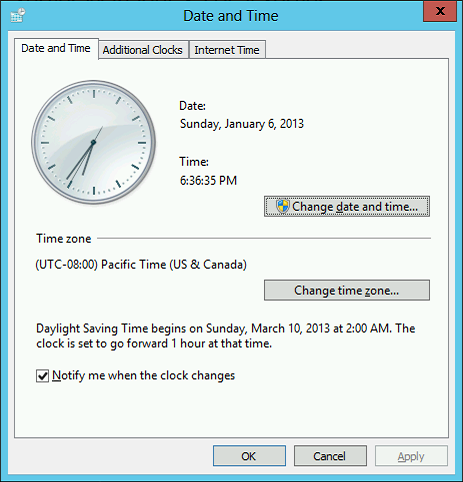 Date and Time
x
Date and Time
Additional Clocks
Internet Time
Date:
Sunday, January 6, 2013
Time:
6:36:35 PM
Change date and time...
Time zone
(UTC-08:00) Pacific Time (US & Canada)
Change time zone...
Daylight Saving Time begins on Sunday, March 10, 2013 at 2:00 AM. The
clock is set to go forward 1 hour at that time.
Notify me when the clock changes
OK
Cancel
Apply